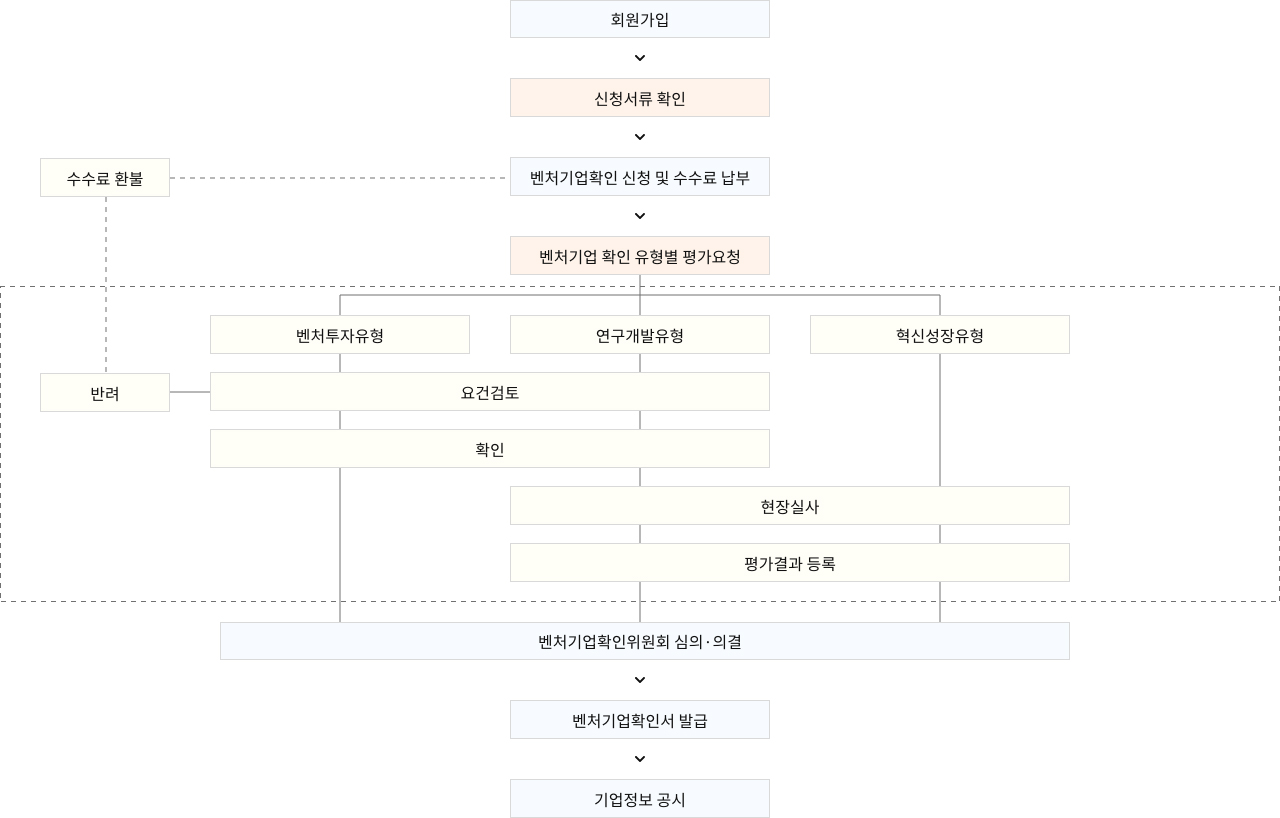 회원가입
신청서류 확인
수수료 환불
벤처기업확인 신청 및 수수료 납부
벤처기업 확인 유형별 평가요청
벤처투자유형
연구개발유형
혁신성장유형
반려
요건검토
확인
현장실사
평가결과 등록
벤처기업확인위원회 심의·의결
벤처기업확인서 발급
기업정보 공시